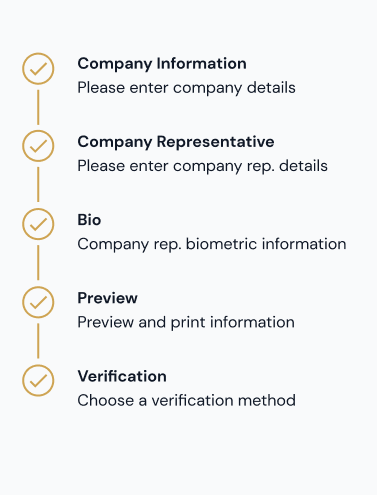 Company Information
Please enter company details
Company Representative
Please enter company rep. details
Bio
Company rep. biometric information
Preview
Preview and print information
Verification
Choose a verification method